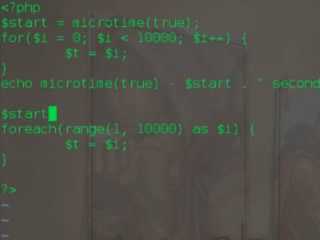 <?php
$start = microtime(true);
for($i = 0; $i < 10000; $i++) {
        $t = $i;
}
echo microtime(true) - $start . " second

$start
foreach(range(1, 10000) as $i) {
        $t = $i;
}

?>
~
~
~